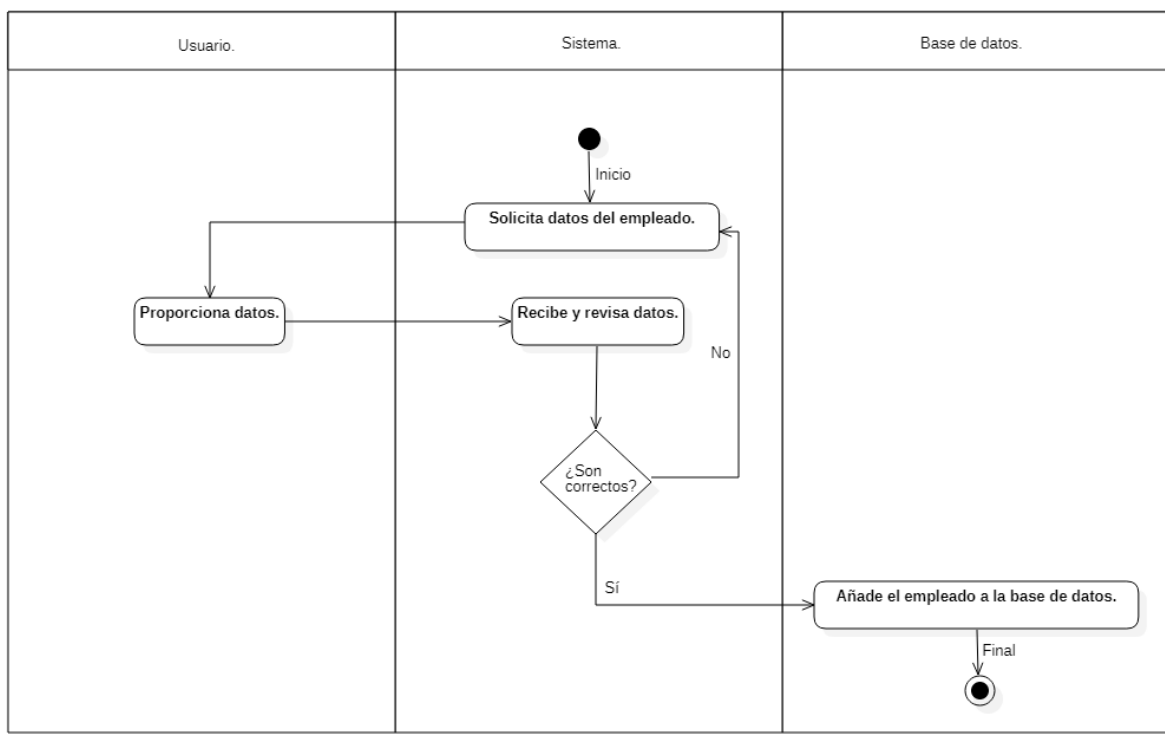 Usuario.
Sistema.
Base de datos.
Inicio
Solicita datos del empleado.
Proporciona datos.
Recibe y revisa datos.
No
¿Son
correctos?
Sí
Añade el empleado a la base de datos.
Final